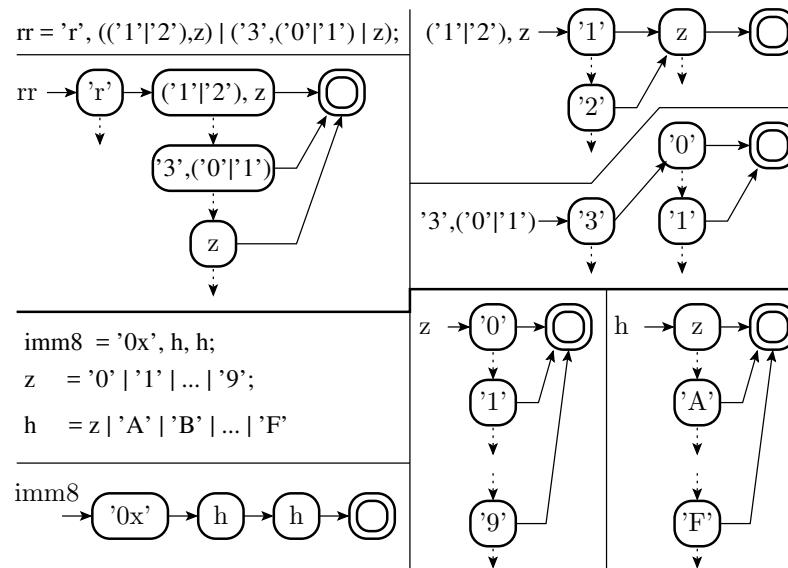 rr = 'r', (('1'|'2'),z) | ('3',('0'|'1') | z);
rr 'r' ('1'|'2'), z
'3',('0'|'1')
z
('1'|'2'), z '1' z
'2'
'0'
'3',('0'|'1') '3' '1'
imm8 = '0x', h, h;
z = '0' | '1' | ... | '9';
h = z | 'A' | 'B' | ... | 'F'
imm8
'0x' h h
z '0'
'1'
'9'
h z
'A'
'F'